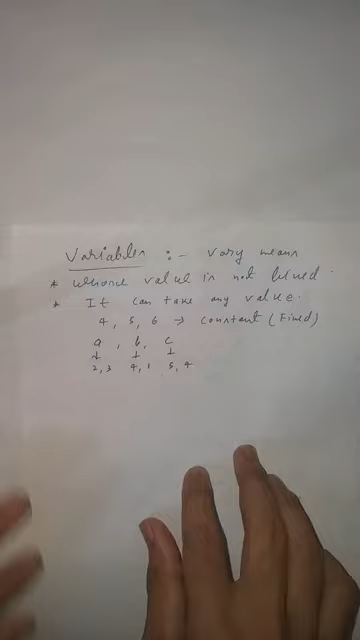 Variables :- Vary means
* whose value is not fixed.
* It can take any value.
4, 5, 6 → Constant (Fixed)
a, b, c
↓ ↓ ↓
2,3 4,1 5,4